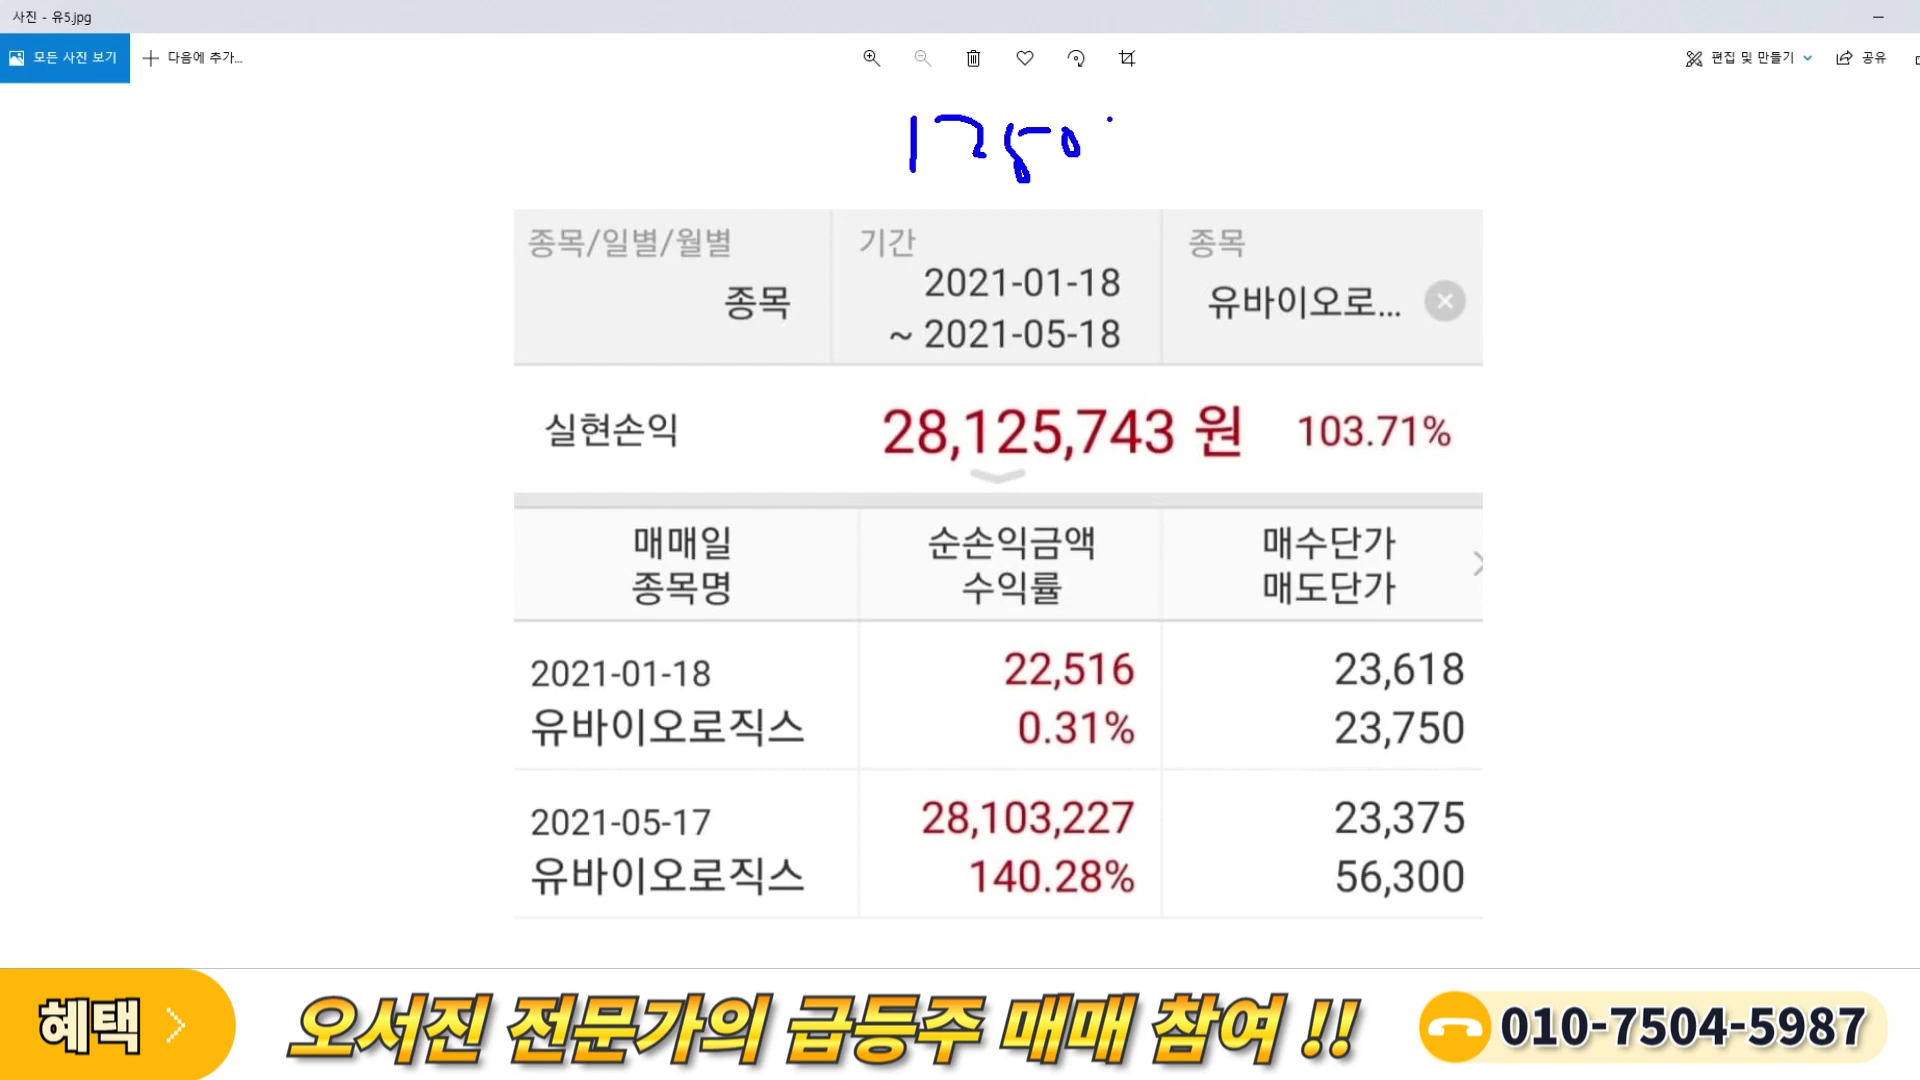 사진 - 유5.jpg
모든 사진 보기 다음에 추가... 편집 및 만들기 공유
1250
종목/일별/월별 기간 종목
종목 2021-01-18 ~ 2021-05-18 유바이오로...
실현손익 28,125,743 원 103.71%
매매일 순손익금액 매수단가
종목명 수익률 매도단가
2021-01-18 22,516 23,618
유바이오로직스 0.31% 23,750
2021-05-17 28,103,227 23,375
유바이오로직스 140.28% 56,300
혜택 오서진 전문가의 급등주 매매 참여 !! 010-7504-5987